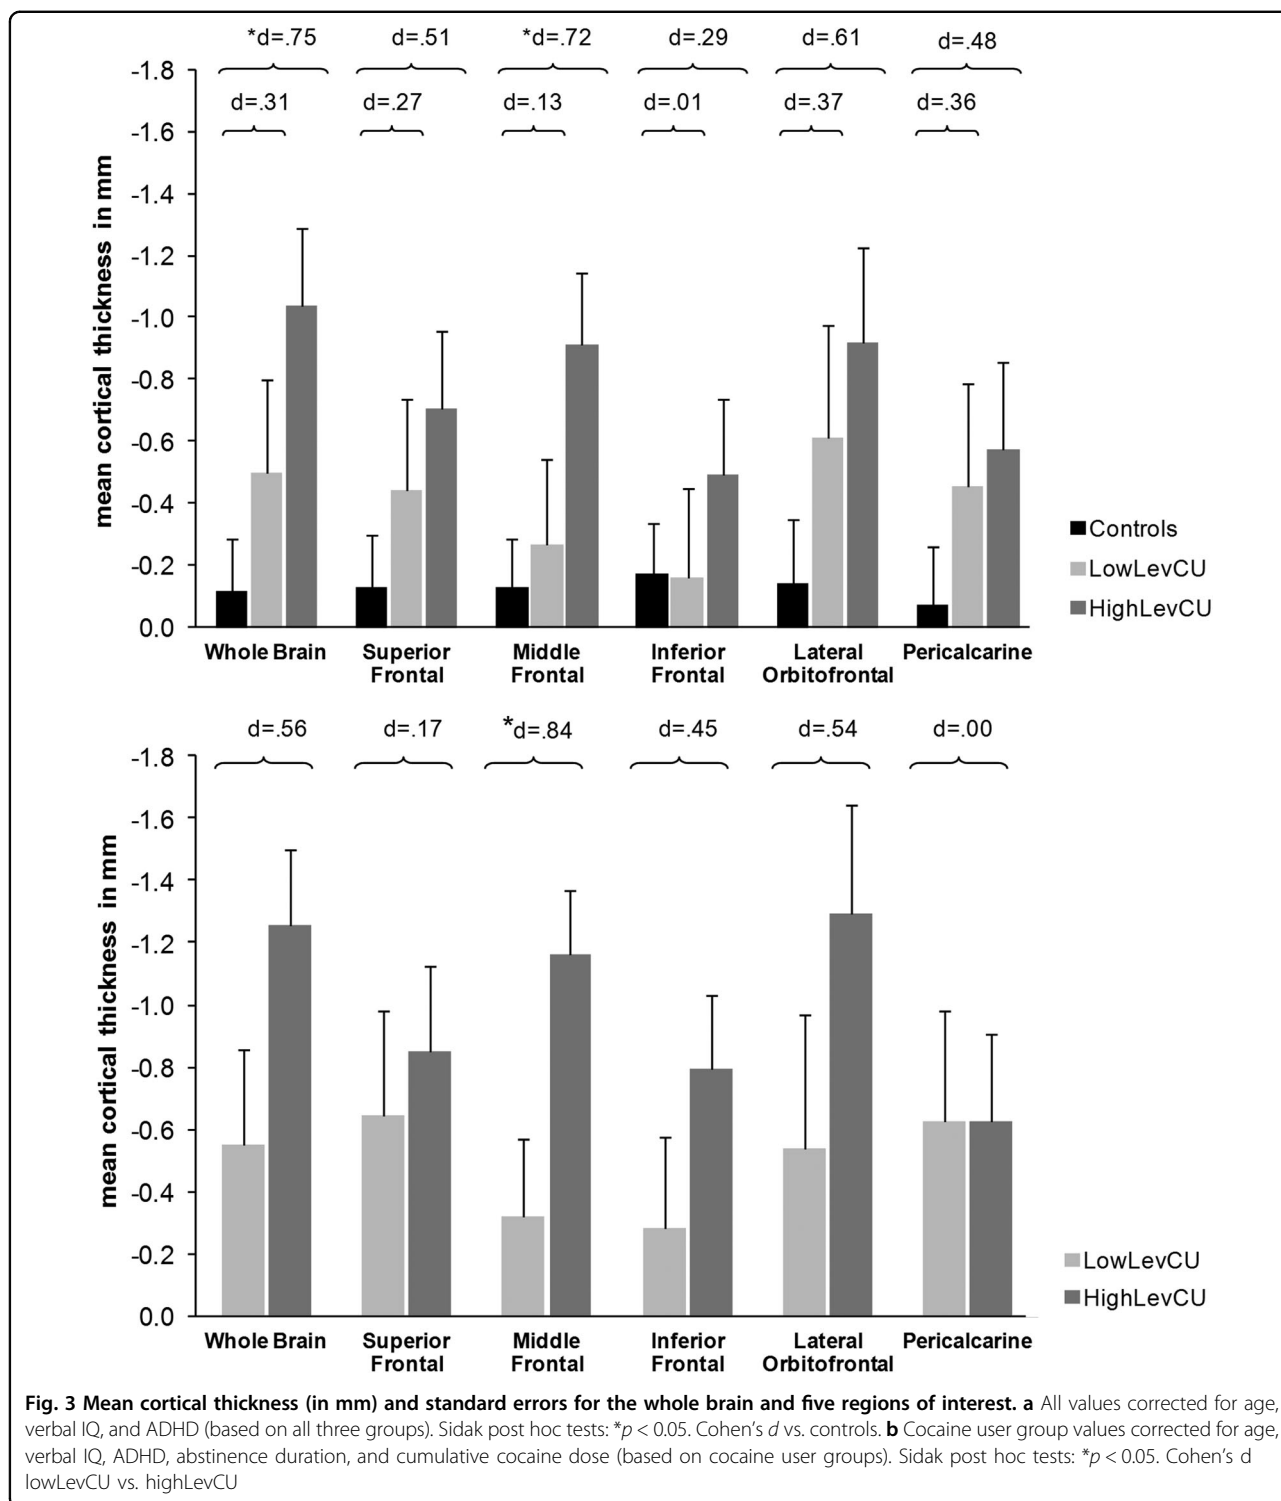 *d=.75 d=.51 *d=.72 d=.29 d=.61 d=.48
d=.31 d=.27 d=.13 d=.01 d=.37 d=.36
mean cortical thickness in mm
-1.8
-1.6
-1.4
-1.2
-1.0
-0.8
-0.6
-0.4
-0.2
0.0
Whole Brain
Superior
Frontal
Middle
Frontal
Inferior
Frontal
Lateral
Orbitofrontal
Pericalcarine
Controls
LowLevCU
HighLevCU
d=.56 d=.17 *d=.84 d=.45 d=.54 d=.00
mean cortical thickness in mm
-1.8
-1.6
-1.4
-1.2
-1.0
-0.8
-0.6
-0.4
-0.2
0.0
Whole Brain
Superior
Frontal
Middle
Frontal
Inferior
Frontal
Lateral
Orbitofrontal
Pericalcarine
LowLevCU
HighLevCU
Fig. 3 Mean cortical thickness (in mm) and standard errors for the whole brain and five regions of interest. a All values corrected for age,
verbal IQ, and ADHD (based on all three groups). Sidak post hoc tests: *p < 0.05. Cohen's d vs. controls. b Cocaine user group values corrected for age,
verbal IQ, ADHD, abstinence duration, and cumulative cocaine dose (based on cocaine user groups). Sidak post hoc tests: *p < 0.05. Cohen's d
lowLevCU vs. highLevCU